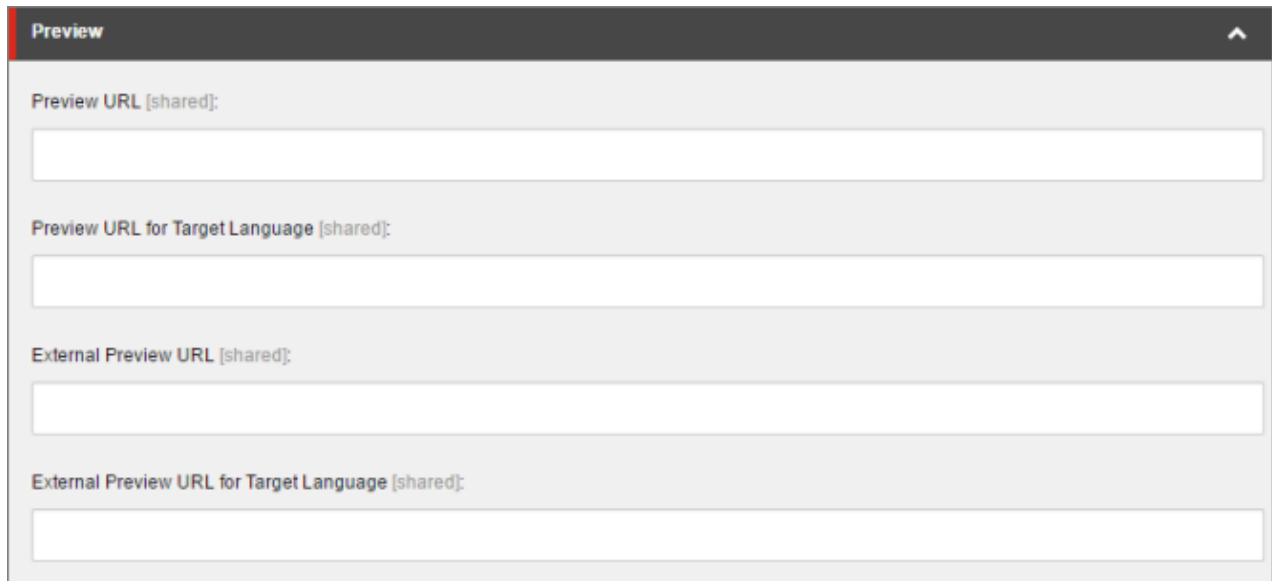 Preview
Preview URL [shared]:
Preview URL for Target Language [shared]:
External Preview URL [shared]:
External Preview URL for Target Language [shared]: